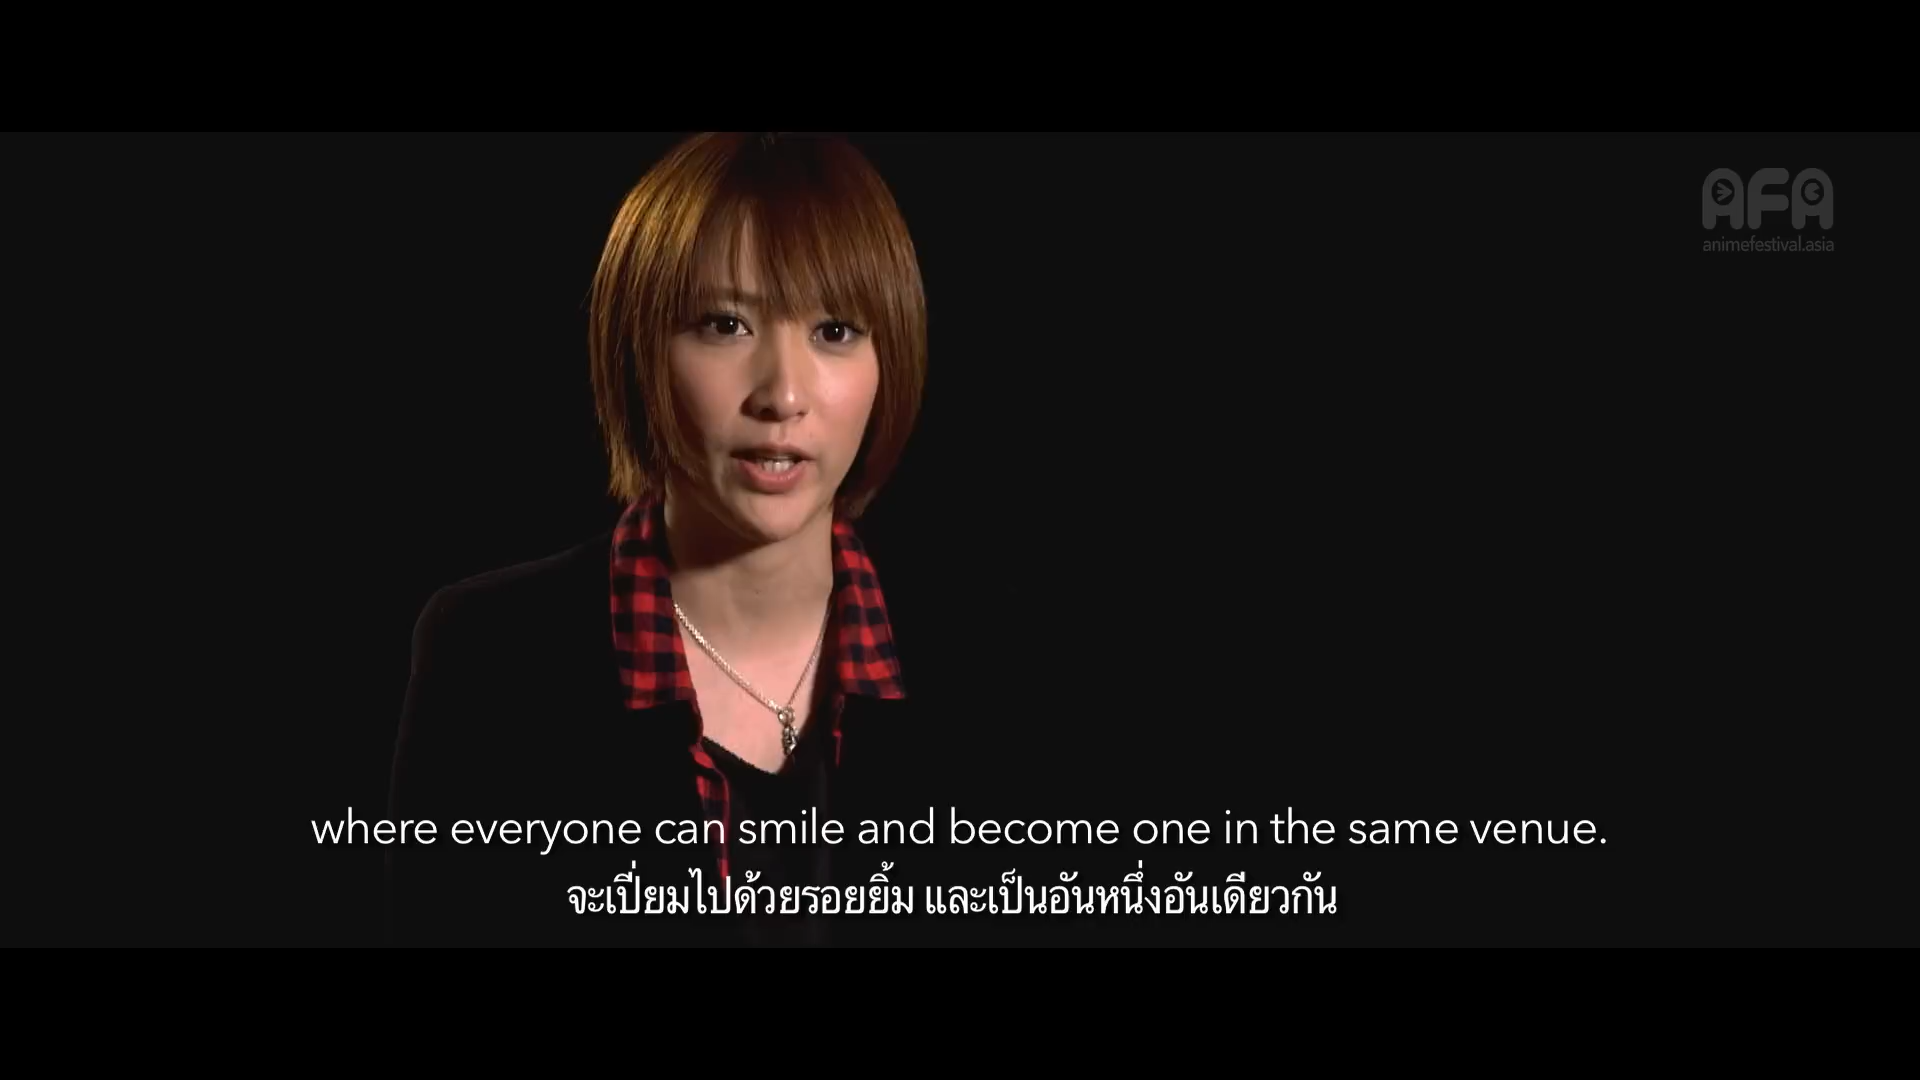 AFA
animefestival.asia
where everyone can smile and become one in the same venue.
จะเปี่ยมไปด้วยรอยยิ้ม และเป็นอันหนึ่งอันเดียวกัน